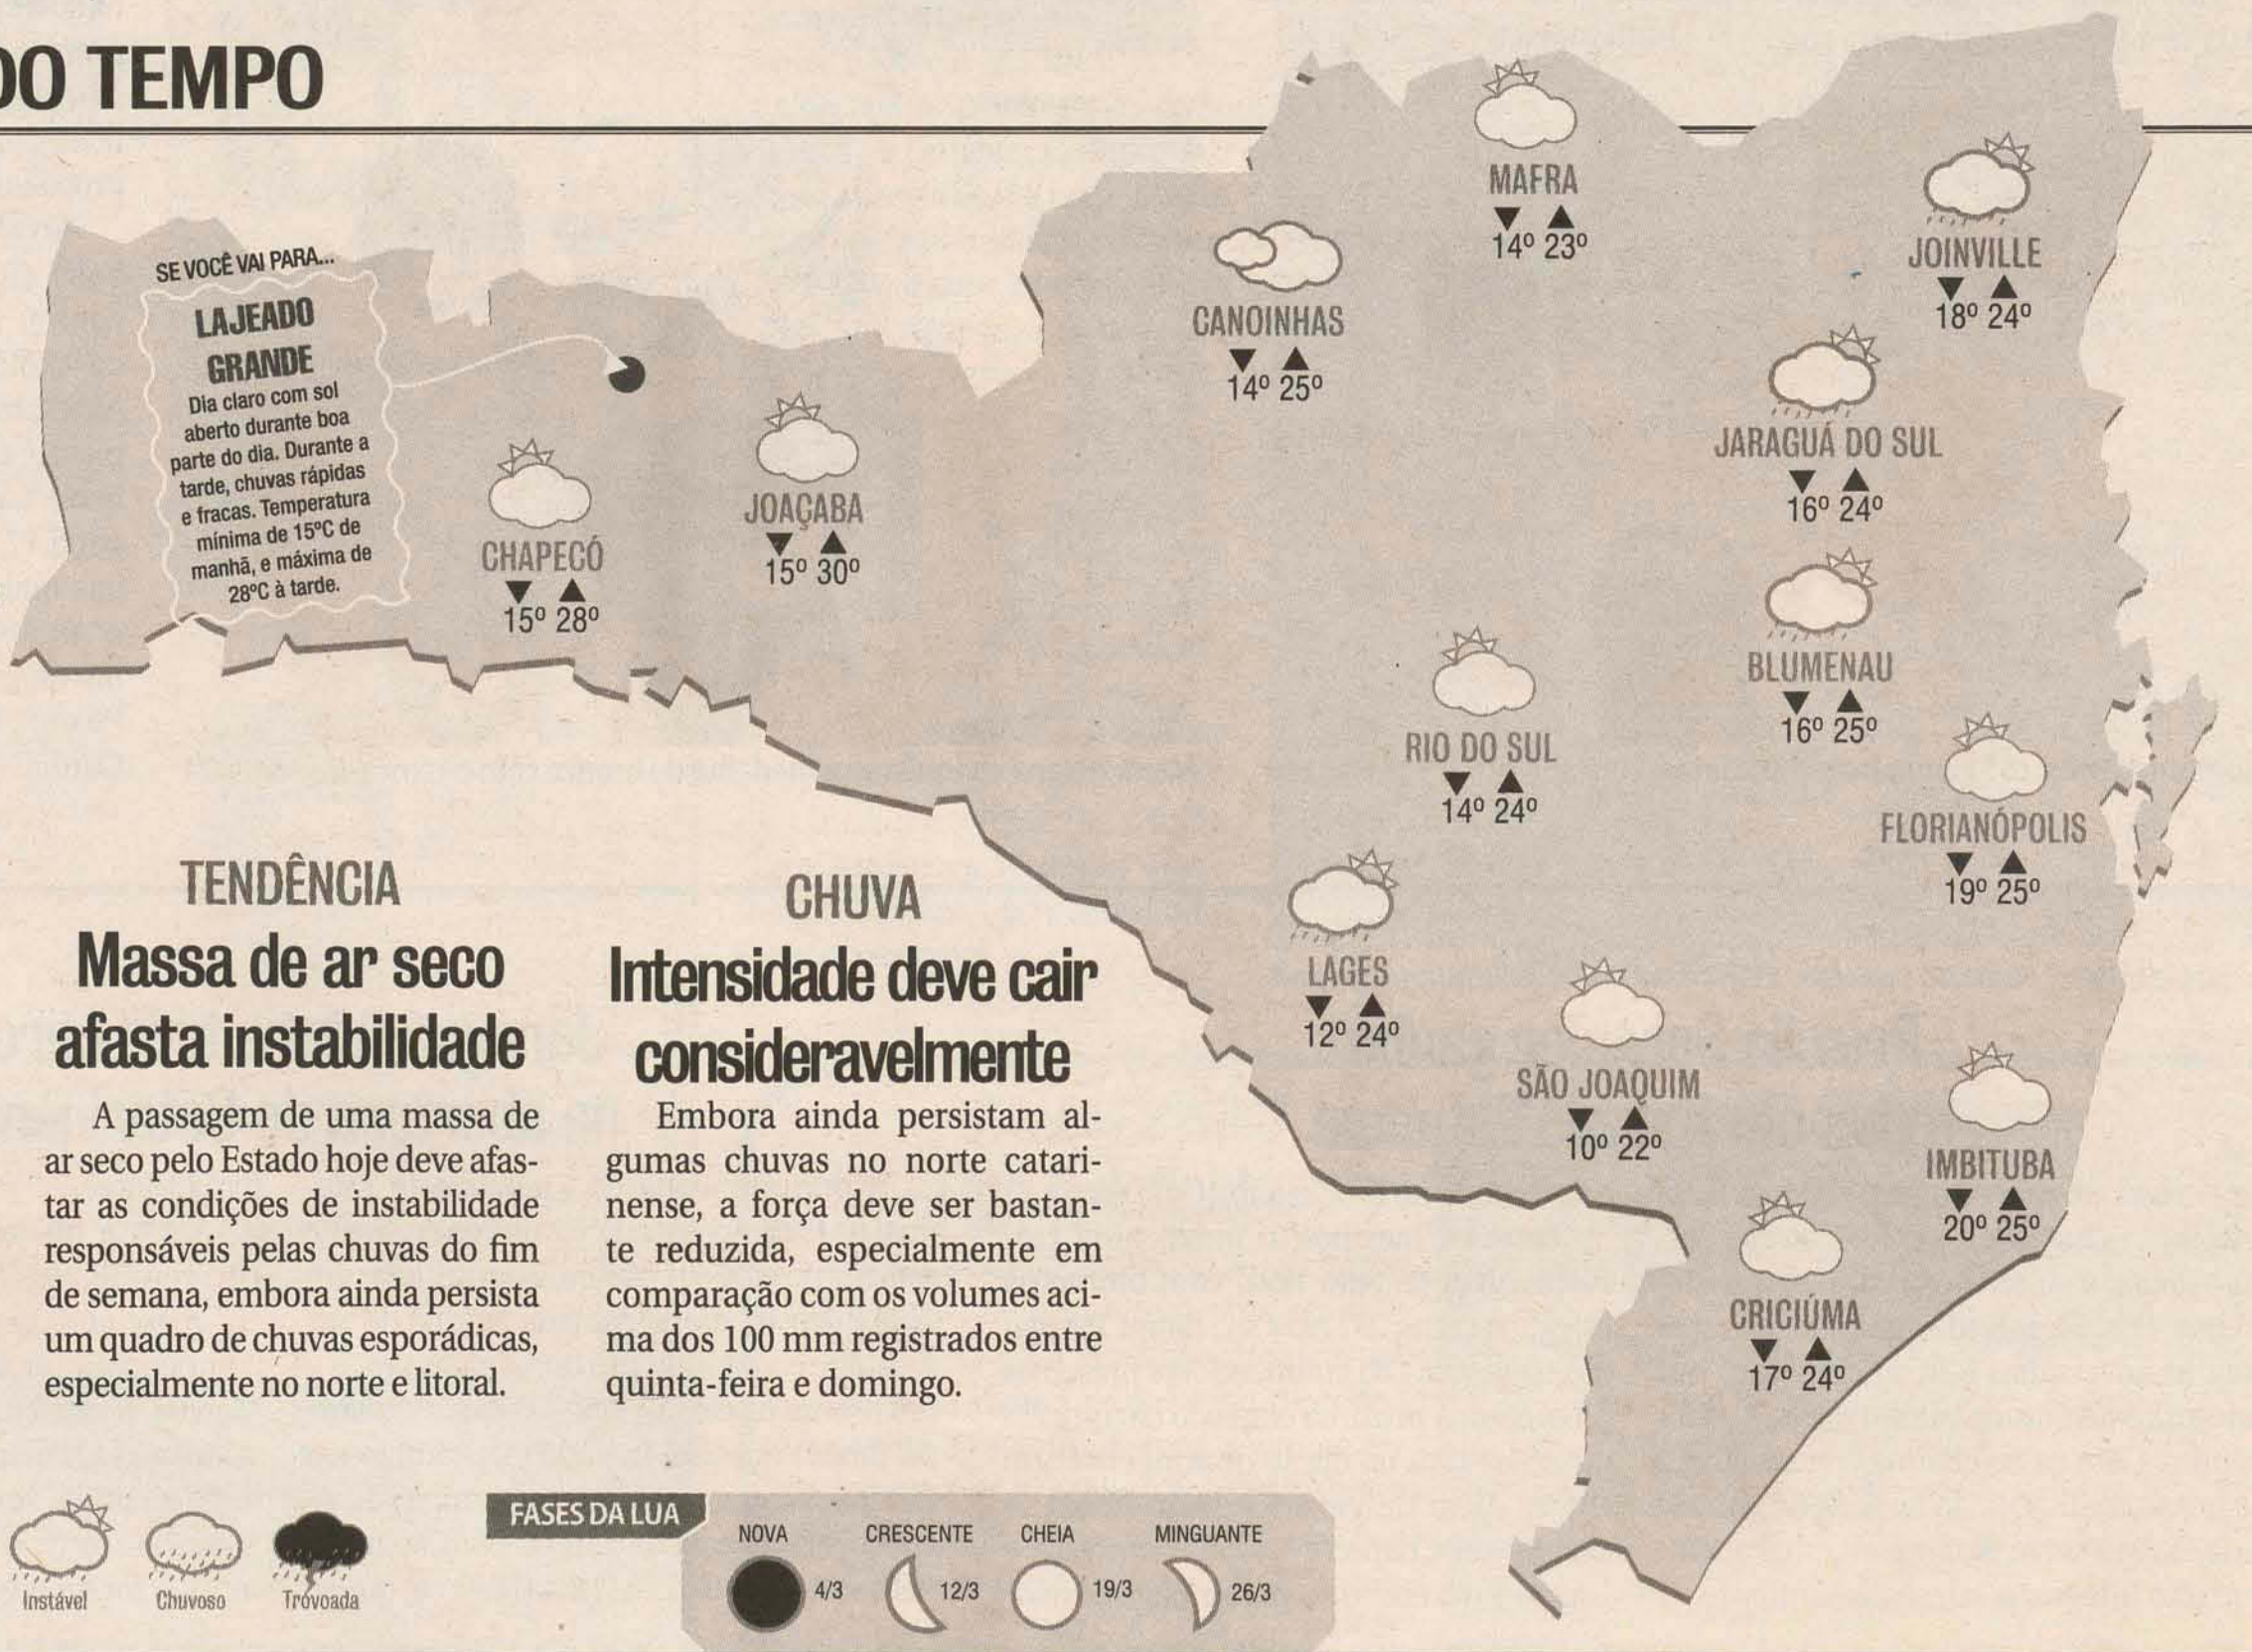 DO TEMPO
SE VOCÊ VAI PARA...
LAJEADO
GRANDE
Dia claro com sol
aberto durante boa
parte do dia. Durante a
tarde, chuvas rápidas
e fracas. Temperatura
mínima de 15ºC de
manhã, e máxima de
28ºC à tarde.
CHAPECÓ
15º 28º
JOAÇABA
15º 30º
CANOINHAS
14º 25º
MAFRA
14º 23º
JOINVILLE
18º 24º
JARAGUÁ DO SUL
16º 24º
BLUMENAU
16º 25º
RIO DO SUL
14º 24º
FLORIANÓPOLIS
19º 25º
LAGES
12º 24º
SÃO JOAQUIM
10º 22º
IMBITUBA
20º 25º
CRICIÚMA
17º 24º
TENDÊNCIA
Massa de ar seco
afasta instabilidade
A passagem de uma massa de
ar seco pelo Estado hoje deve afas-
tar as condições de instabilidade
responsáveis pelas chuvas do fim
de semana, embora ainda persista
um quadro de chuvas esporádicas,
especialmente no norte e litoral.
CHUVA
Intensidade deve cair
consideravelmente
Embora ainda persistam al-
gumas chuvas no norte catari-
nense, a força deve ser bastan-
te reduzida, especialmente em
comparação com os volumes aci-
ma dos 100 mm registrados entre
quinta-feira e domingo.
Instável
Chuvoso
Trovoada
FASES DA LUA
NOVA
4/3
CRESCENTE
12/3
CHEIA
19/3
MINGUANTE
26/3